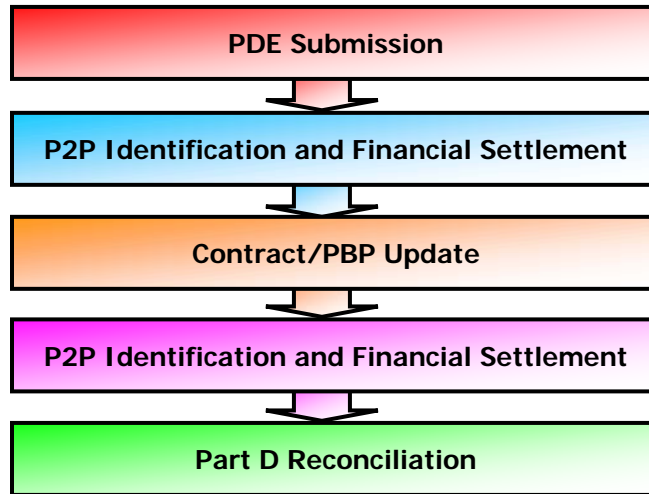 PDE Submission
P2P Identification and Financial Settlement
Contract/PBP Update
P2P Identification and Financial Settlement
Part D Reconciliation